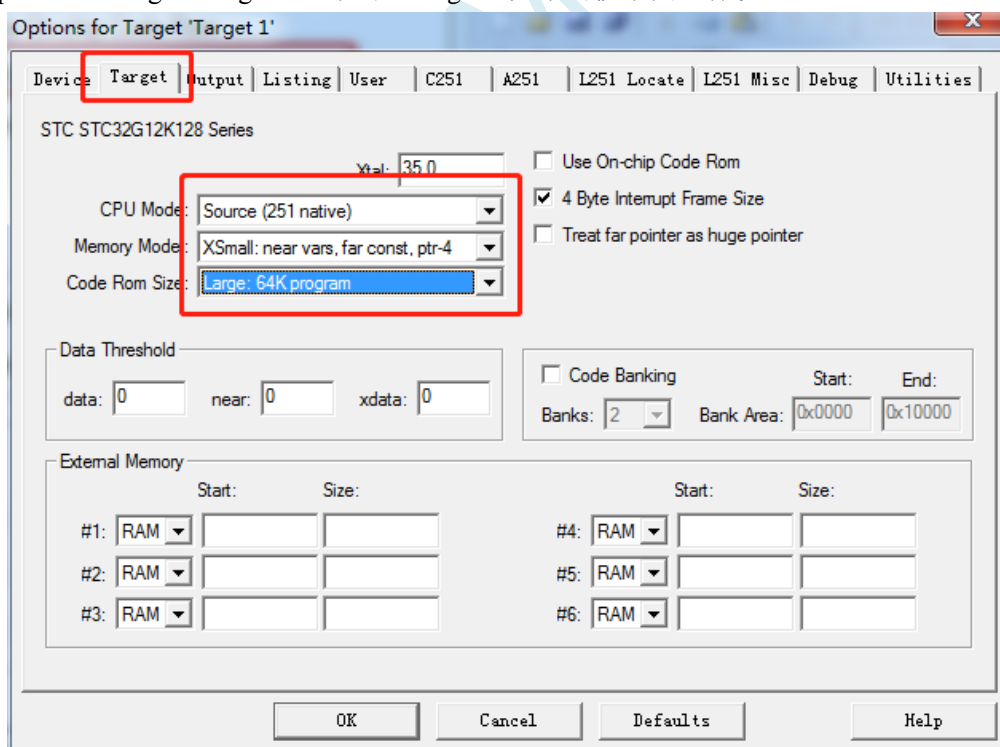 Options for Target 'Target 1'
Device Target Output Listing User C251 A251 L251 Locate L251 Misc Debug Utilities
STC STC32G12K128 Series
Xtal: 35.0
Use On-chip Code Rom
CPU Mode: Source (251 native)
4 Byte Interrupt Frame Size
Memory Model: XSmall: near vars, far const, ptr-4
Treat far pointer as huge pointer
Code Rom Size: Large: 64K program
Data Threshold
data: 0 near: 0 xdata: 0
Code Banking Start: End:
Banks: 2 Bank Area: 0x0000 0x10000
External Memory
Start: Size: Start: Size:
#1: RAM #4: RAM
#2: RAM #5: RAM
#3: RAM #6: RAM
OK Cancel Defaults Help